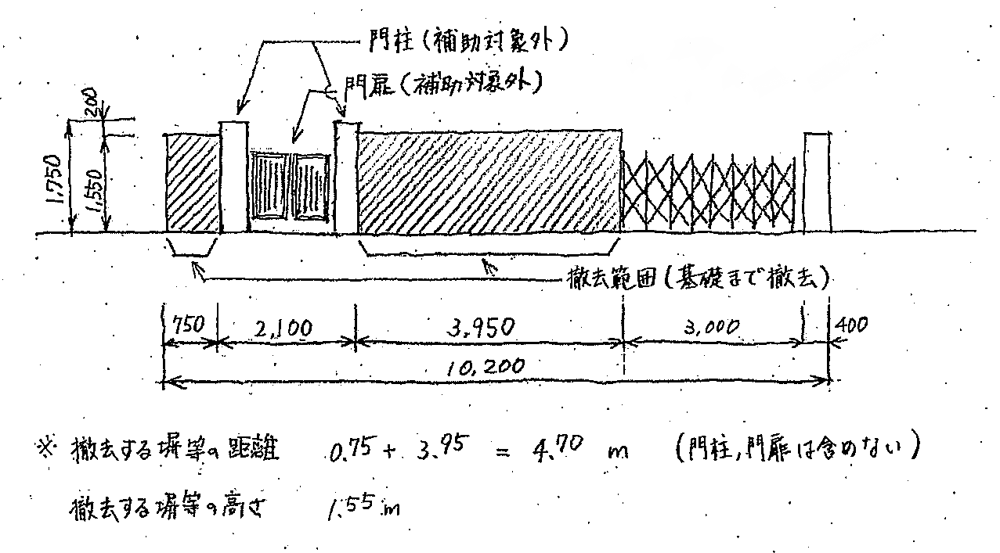 門柱(補助対象外)
門扉(補助対象外)
200
1,750
1,550
撤去範囲(基礎まで撤去)
750
2,100
3,950
3,000
400
10,200
※ 撤去する塀等の距離 0.75 + 3.95 = 4.70 m (門柱,門扉は含めない)
撤去する塀等の高さ 1.55 m